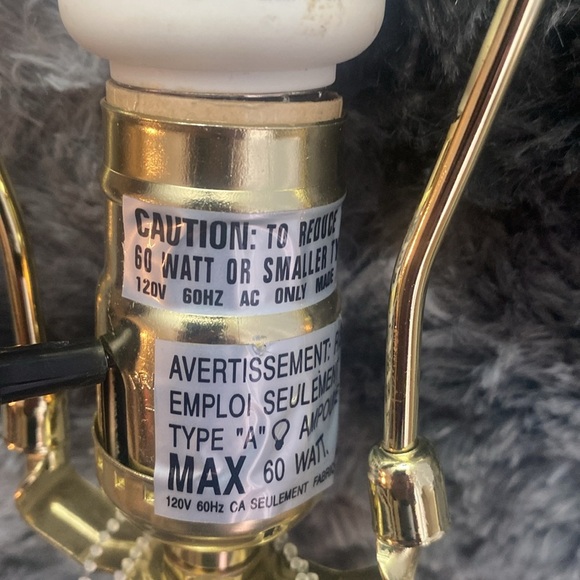 CAUTION: TO REDUCE
60 WATT OR SMALLER
120V 60HZ AC ONLY MADE
AVERTISSEMENT:
EMPLOI SEULEMENT
TYPE "A"
MAX 60 WATT.
120V 60Hz CA SEULEMENT